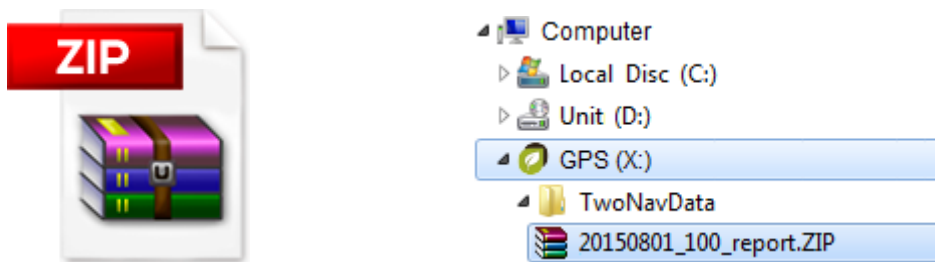 ZIP
Computer
Local Disc (C:)
Unit (D:)
GPS (X:)
TwoNavData
20150801_100_report.ZIP